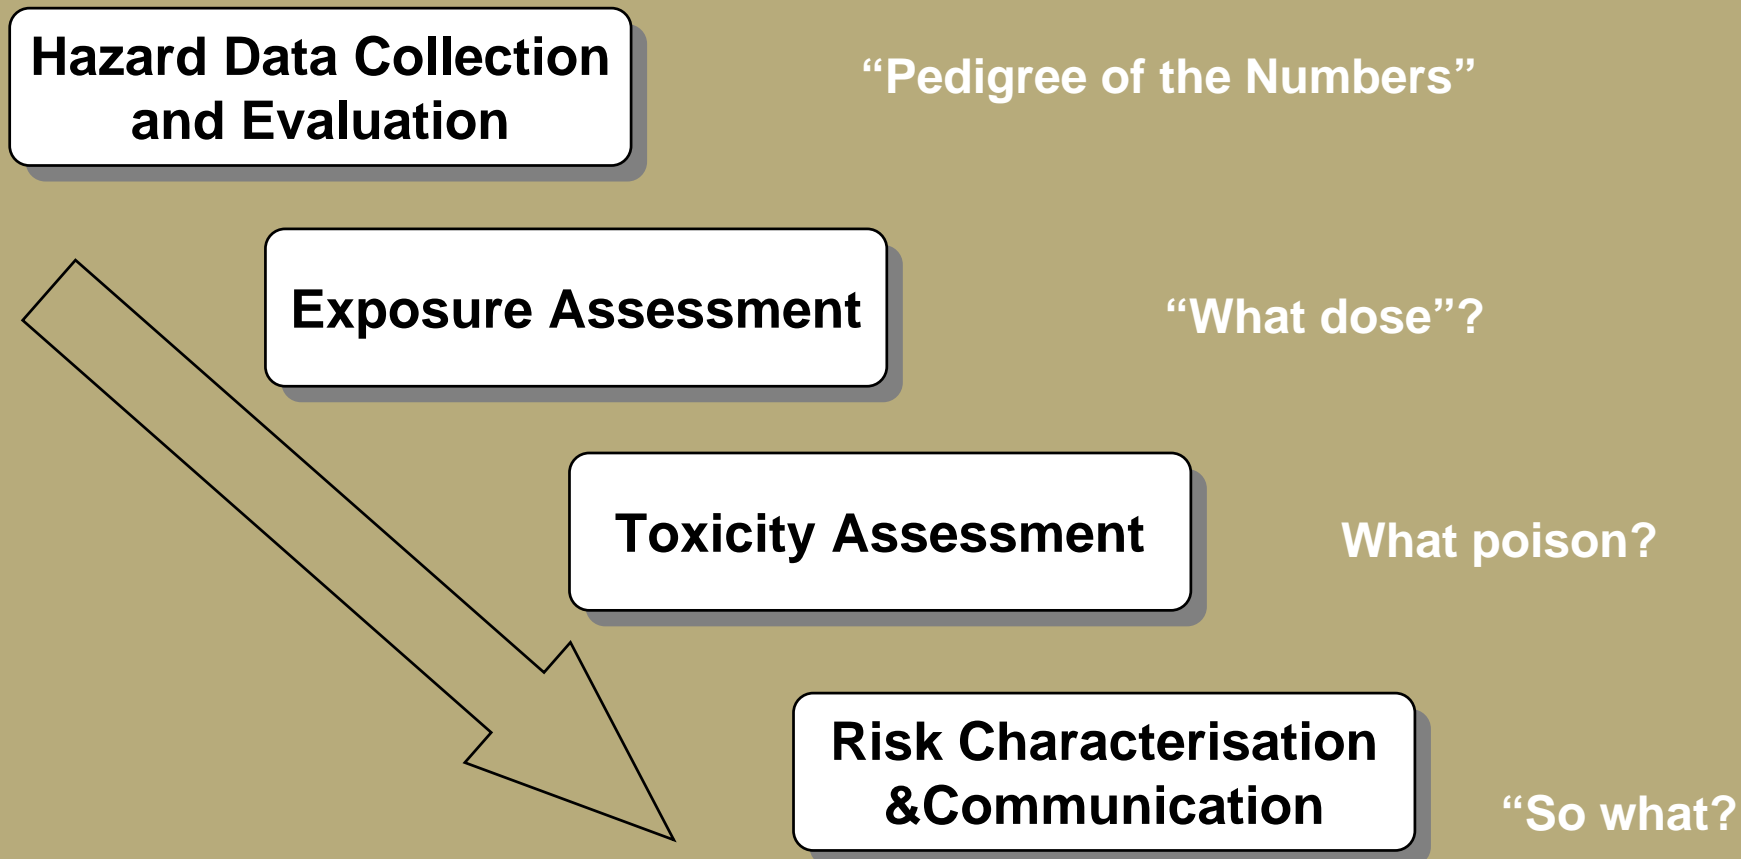 Hazard Data Collection
and Evaluation
“Pedigree of the Numbers”
Exposure Assessment
“What dose”?
Toxicity Assessment
What poison?
Risk Characterisation
&Communication
“So what?